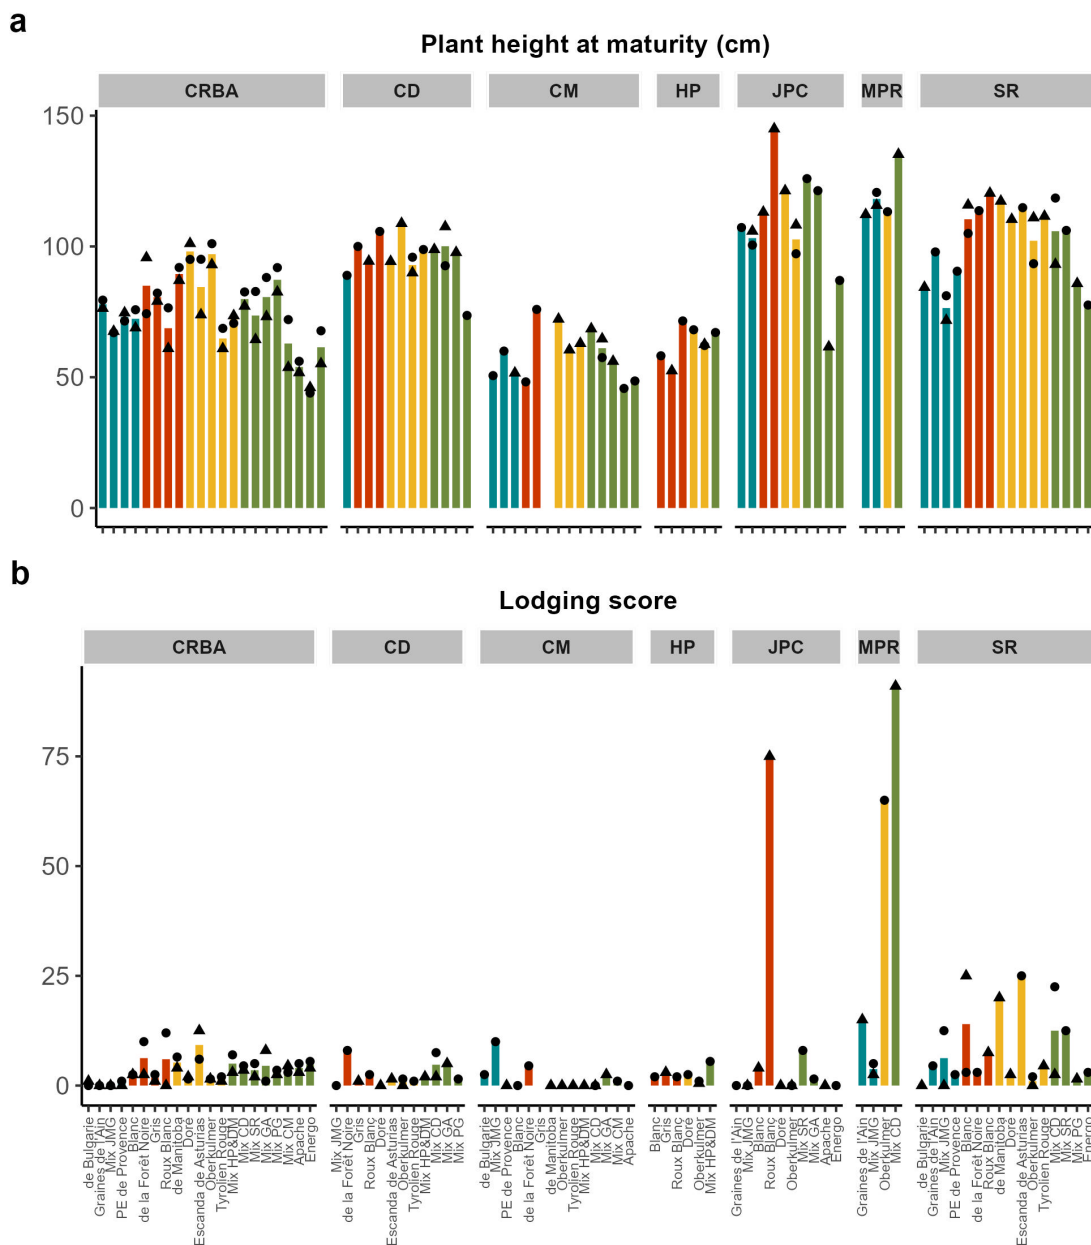 a
Plant height at maturity (cm)
CRBA
CD
CM
HP
JPC
MPR
SR
150
100
50
0
b
Lodging score
CRBA
CD
CM
HP
JPC
MPR
SR
75
50
25
0
de Bulgarie
Graines de l'Ain
Mix JMG
PE de Provence
Blanc
de la Forêt Noire
Gris
Roux Blanc
de Manitoba
Doré
Escanda de Asturias
Oberkulmer
Tyrolien Rouge
Mix HP&DM
Mix CD
Mix SR
Mix GA
Mix PG
Mix CM
Apache
Energo
Mix JMG
de la Forêt Noire
Gris
Roux Blanc
Doré
Escanda de Asturias
Oberkulmer
Tyrolien Rouge
Mix HP&DM
Mix CD
Mix GA
Mix PG
de Bulgarie
Mix JMG
PE de Provence
Blanc
de la Forêt Noire
Gris
de Manitoba
Oberkulmer
Tyrolien Rouge
Mix HP&DM
Mix CD
Mix GA
Mix CM
Apache
Blanc
Gris
Roux Blanc
Doré
Oberkulmer
Mix HP&DM
Graines de l'Ain
Mix JMG
Blanc
Roux Blanc
Doré
Oberkulmer
Mix SR
Mix GA
Apache
Energo
Graines de l'Ain
Mix JMG
Oberkulmer
Mix CD
de Bulgarie
Graines de l'Ain
Mix JMG
PE de Provence
Blanc
de la Forêt Noire
Roux Blanc
de Manitoba
Doré
Escanda de Asturias
Oberkulmer
Tyrolien Rouge
Mix CD
Mix SR
Mix PG
Energo